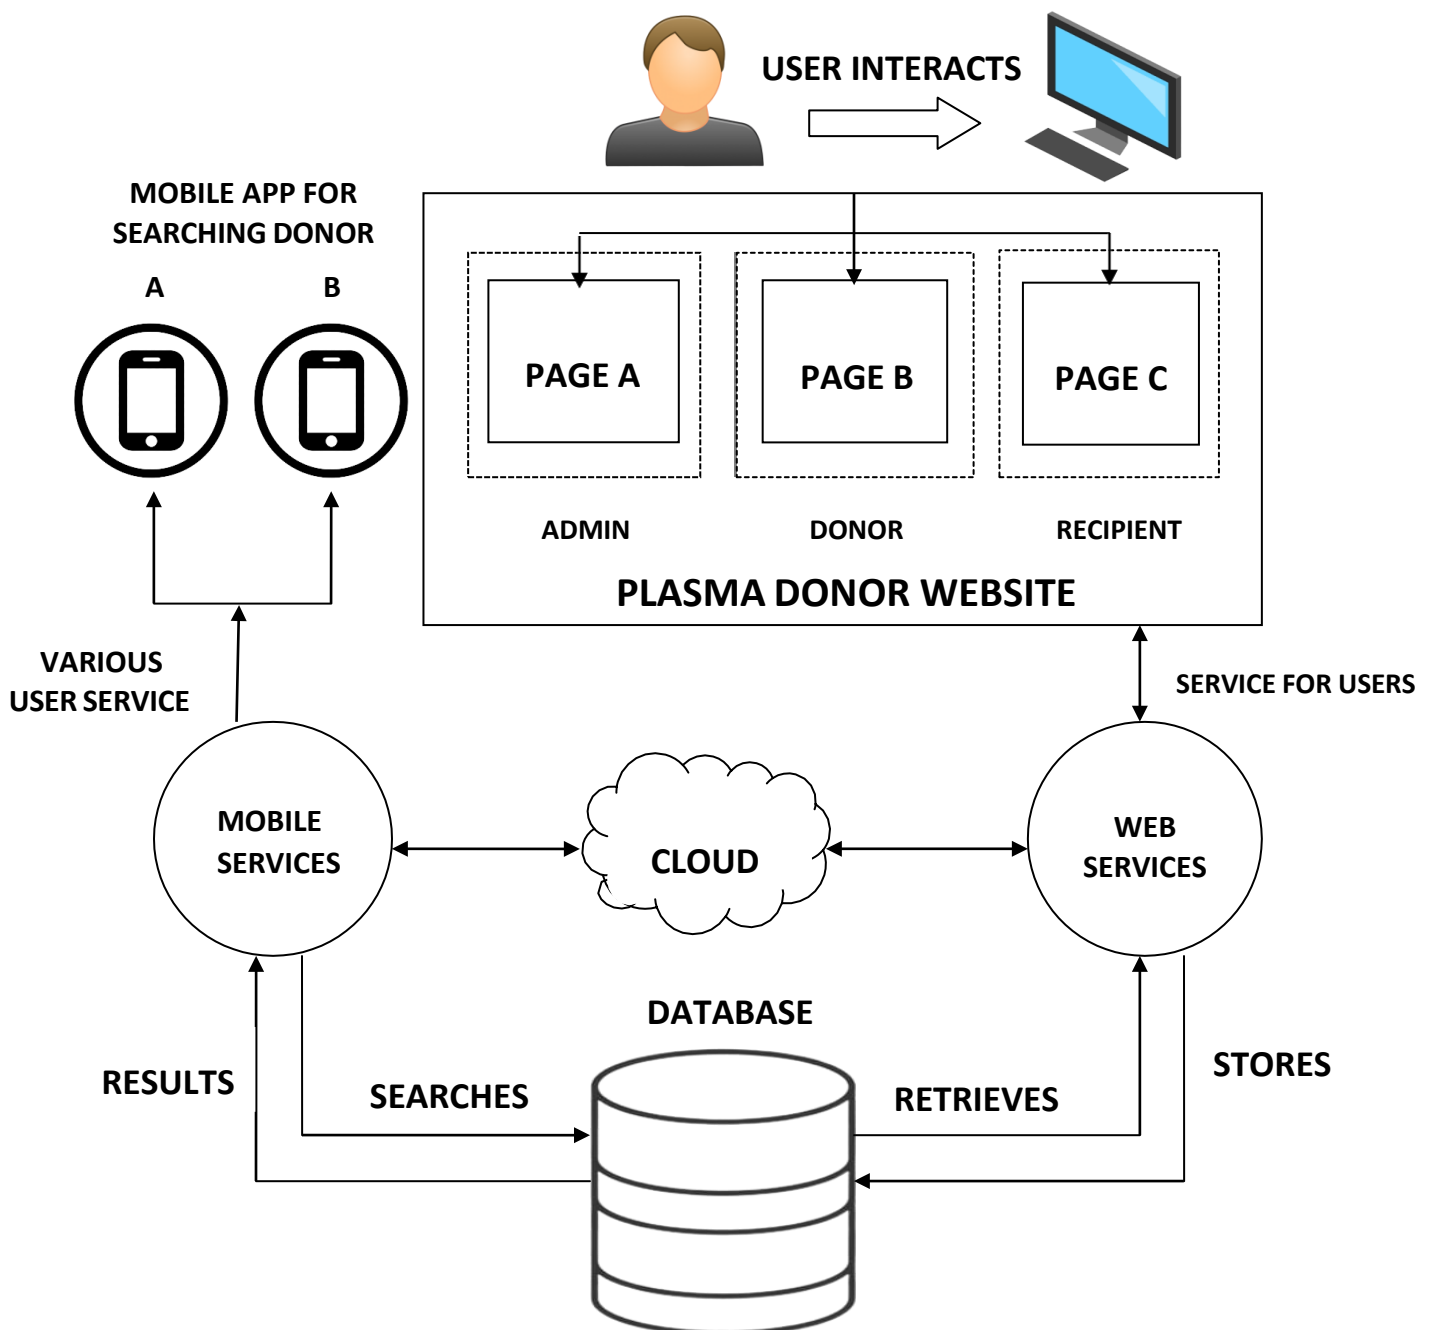 USER INTERACTS
MOBILE APP FOR
SEARCHING DONOR
A
B
PAGE A
PAGE B
PAGE C
ADMIN
DONOR
RECIPIENT
PLASMA DONOR WEBSITE
VARIOUS
USER SERVICE
SERVICE FOR USERS
MOBILE
SERVICES
CLOUD
WEB
SERVICES
DATABASE
RESULTS
SEARCHES
RETRIEVES
STORES